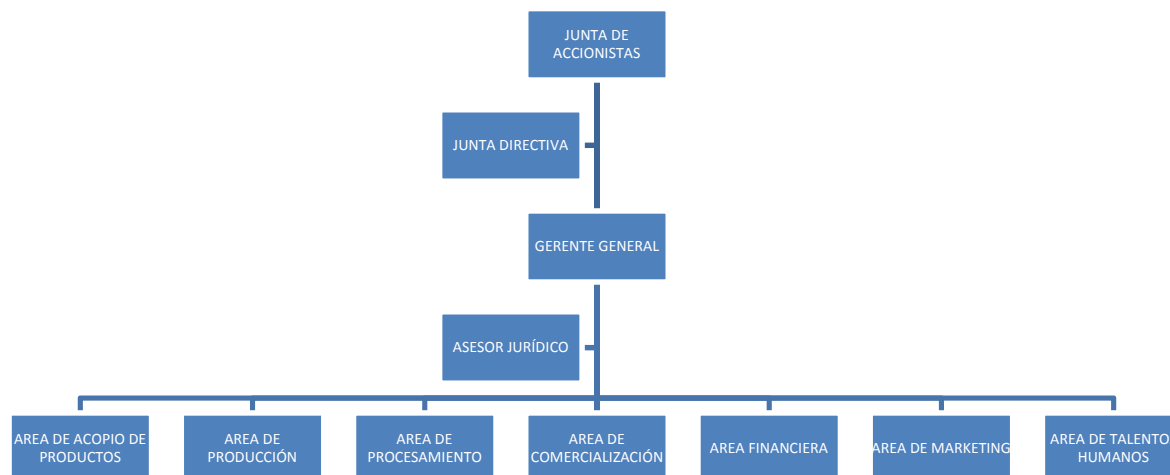 JUNTA DE
ACCIONISTAS
JUNTA DIRECTIVA
GERENTE GENERAL
ASESOR JURÍDICO
AREA DE ACOPIO DE
PRODUCTOS
AREA DE
PRODUCCIÓN
AREA DE
PROCESAMIENTO
AREA DE
COMERCIALIZACIÓN
AREA FINANCIERA
AREA DE MARKETING
AREA DE TALENTO
HUMANOS